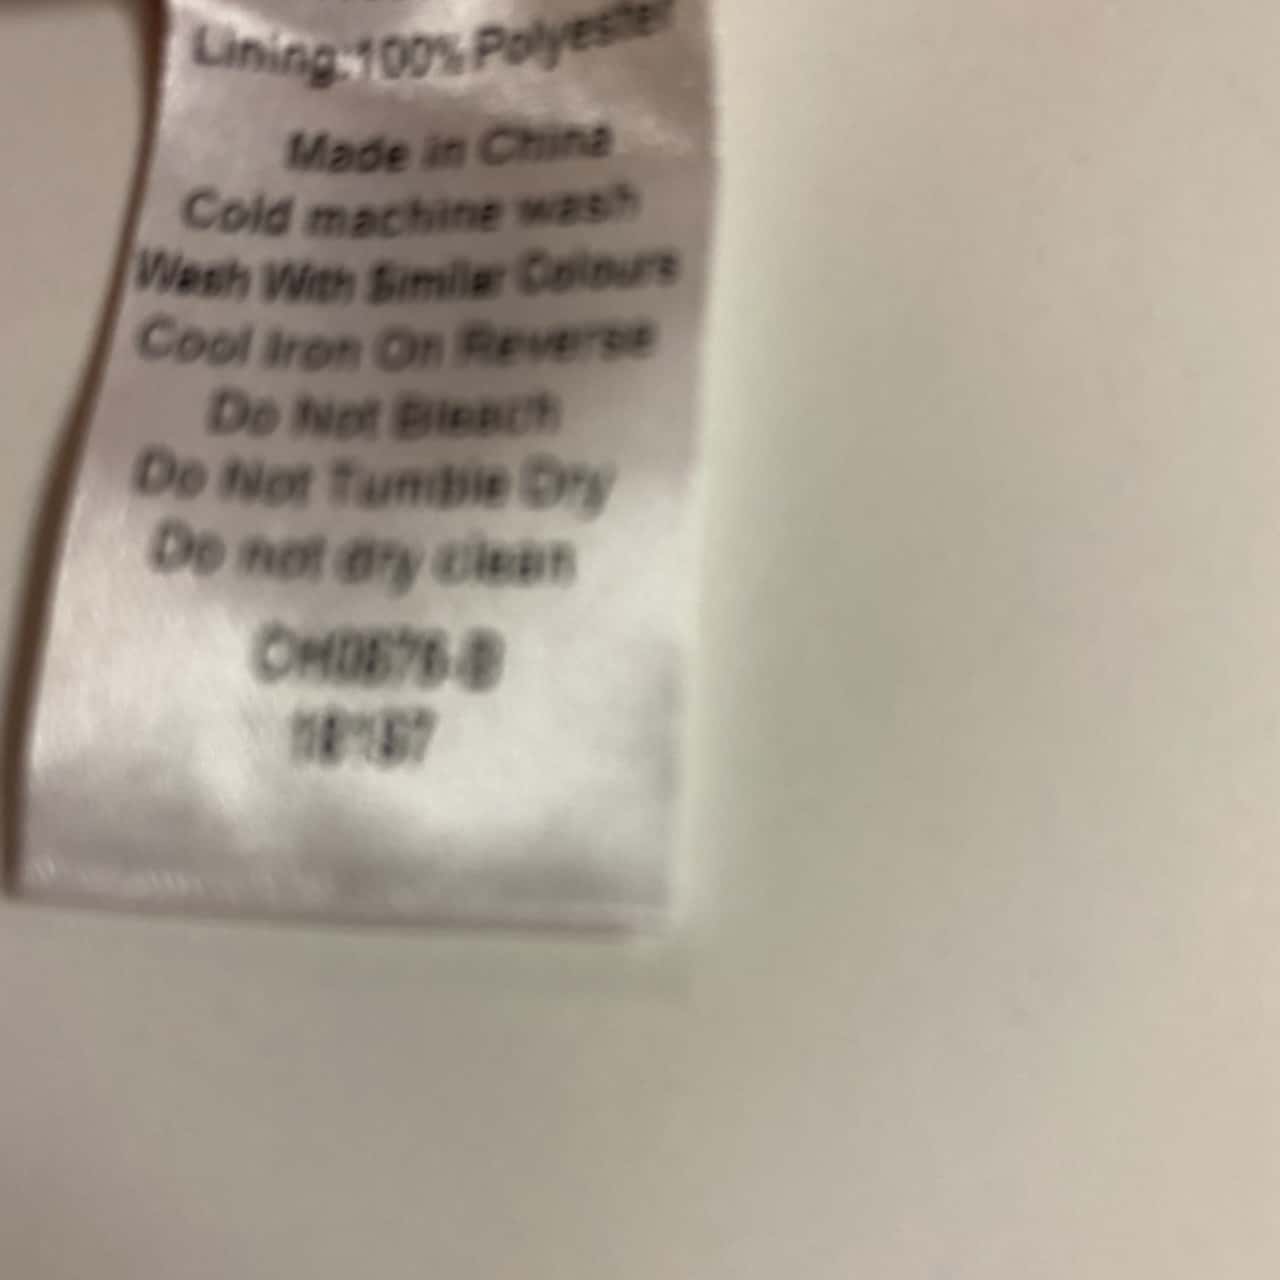 Lining:100% Polyester
Made in China
Cold machine wash
Wash With Similar Colours
Cool Iron On Reverse
Do Not Bleach
Do Not Tumble Dry
Do not dry clean